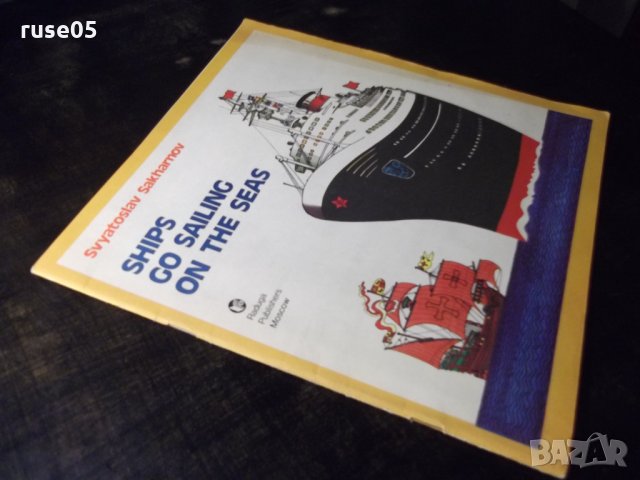 ruse05
Svyatoslav Sakharnov
SHIPS
GO SAILING
ON THE SEAS
Raduga
Publishers
Moscow
BAZAR